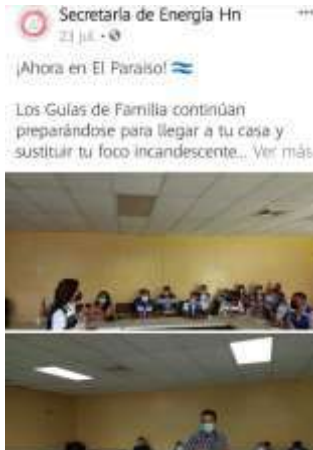 Secretaría de Energía Hn
23 jul. •
¡Ahora en El Paraíso!
Los Guías de Familia continúan
preparándose para llegar a tu casa y
sustituir tu foco incandescente... Ver más